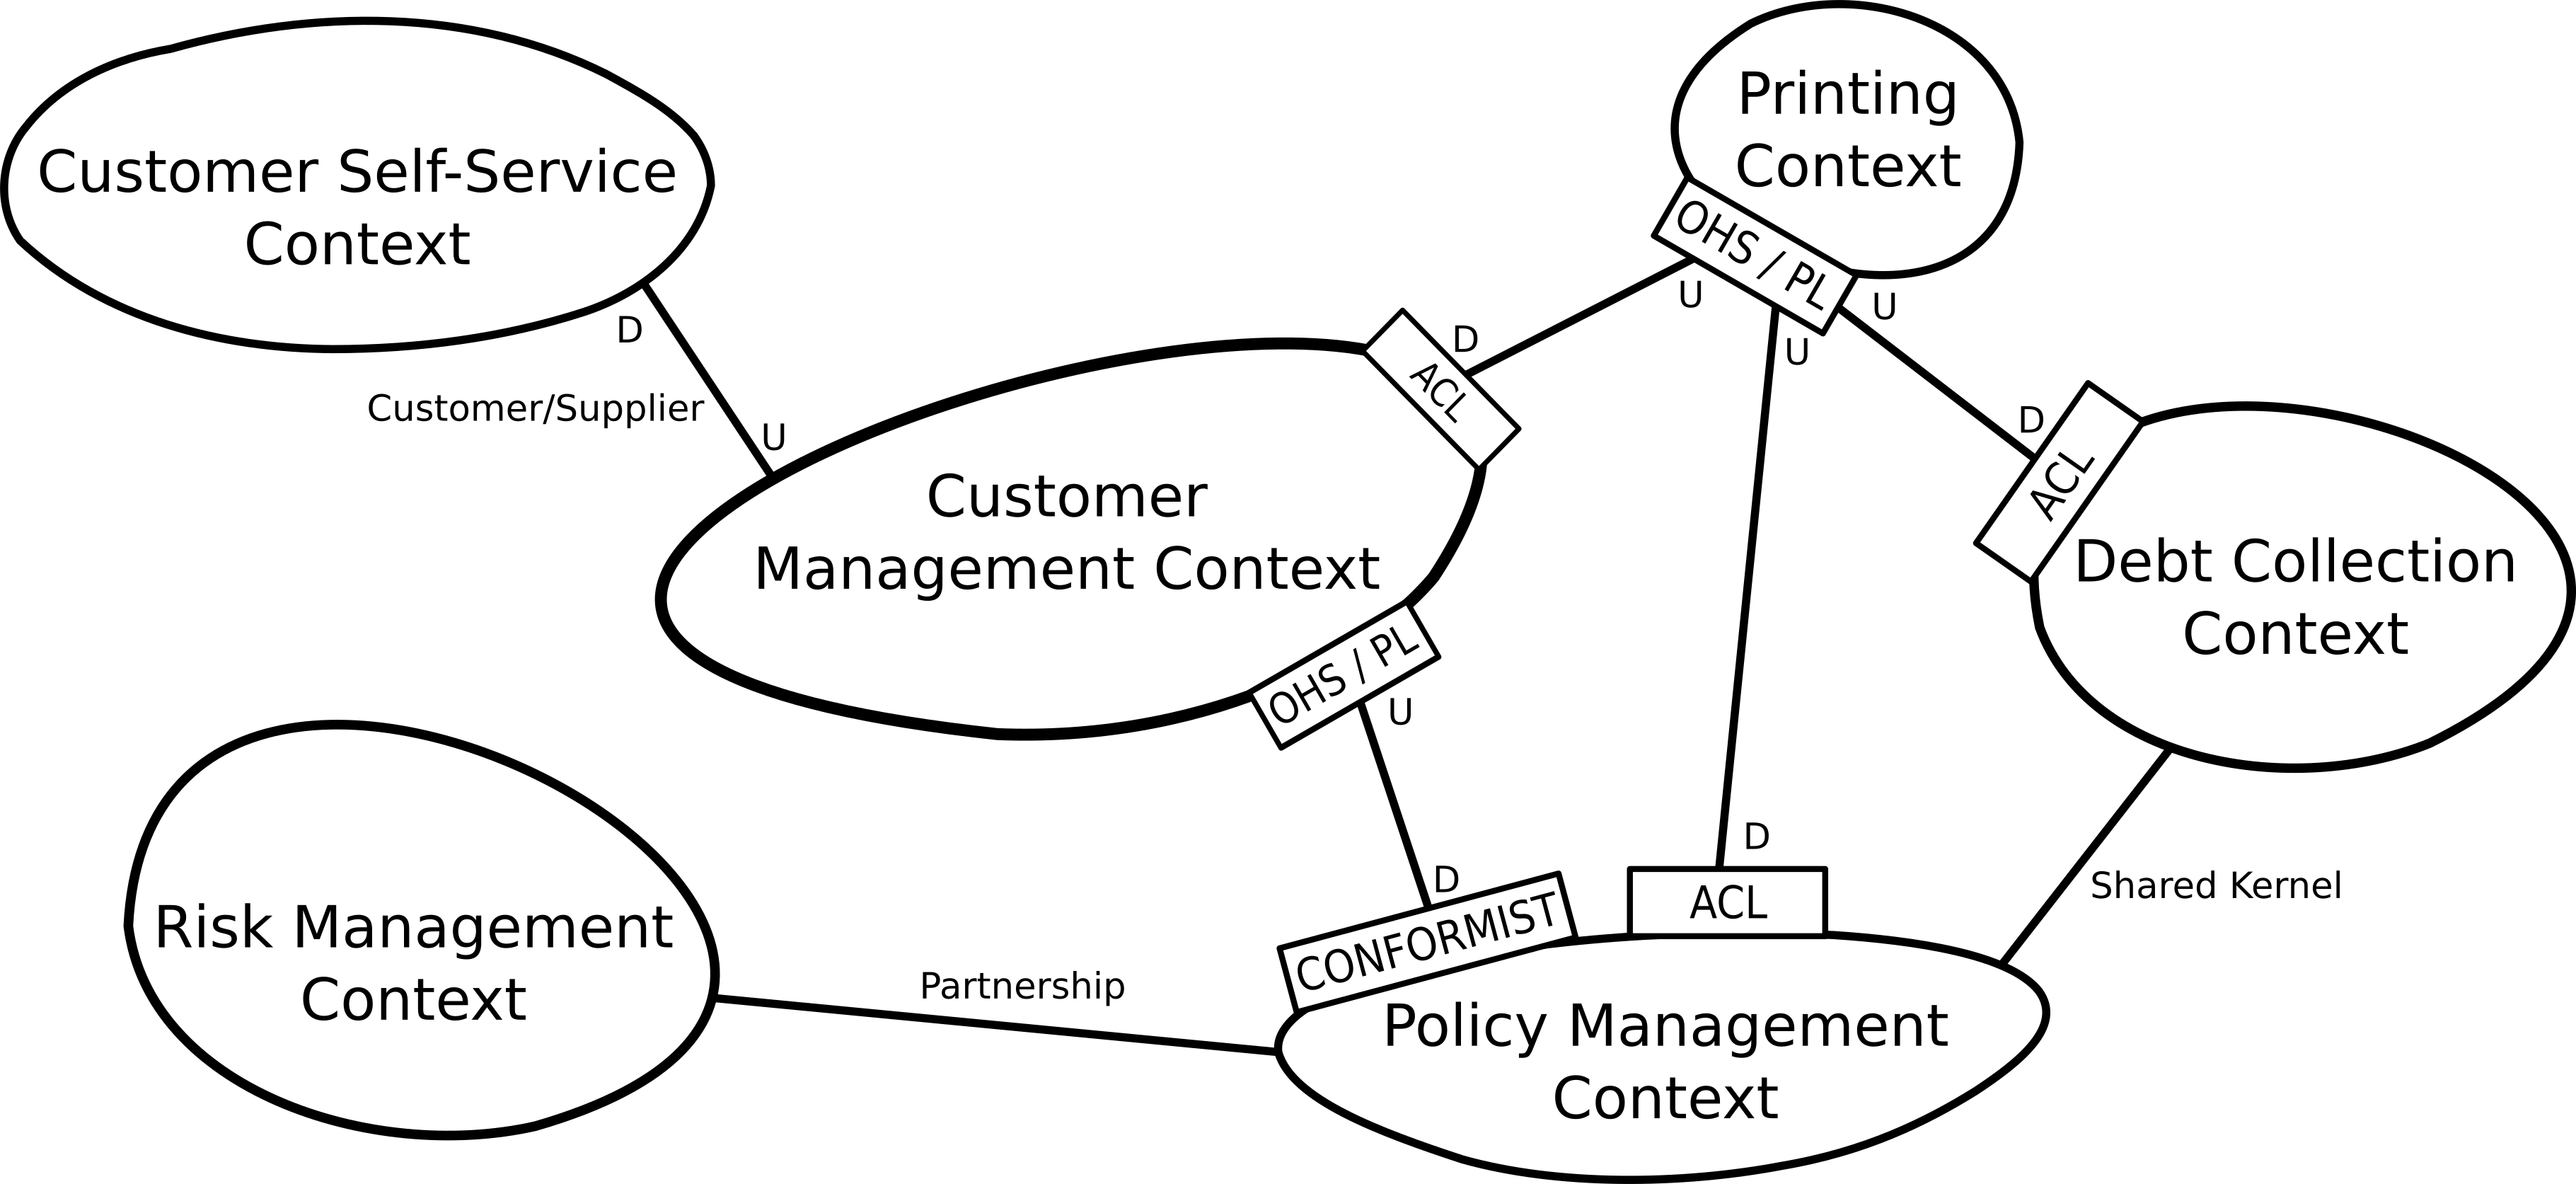 Printing
Context
OHS / PL
U
U
U
Customer Self-Service
Context
D
Customer/Supplier
U
D
ACL
Customer
Management Context
OHS / PL
U
D
ACL
Debt Collection
Context
D
CONFORMIST
D
ACL
Shared Kernel
Risk Management
Context
Partnership
Policy Management
Context